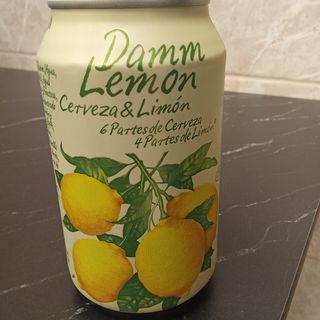 Damm
Lemon
Cerveza & Limón
6 Partes de Cerveza
4 Partes de Limón*